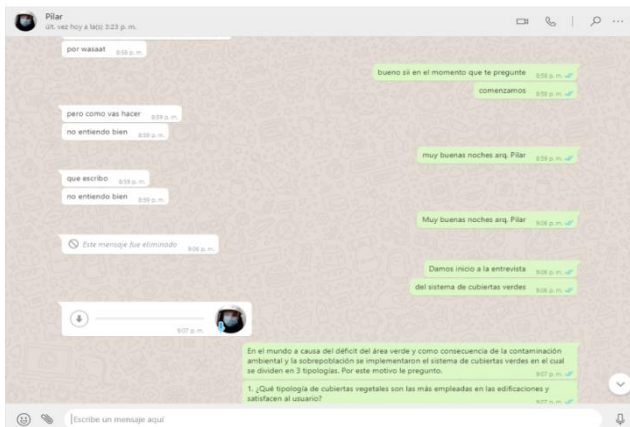 Pilar
últ. vez hoy a la(s) 3:23 p. m.
por wasaat 8:58 p. m.
bueno sii en el momento que te pregunte 8:58 p. m.
comenzamos 8:58 p. m.
pero como vas hacer 8:59 p. m.
no entiendo bien 8:59 p. m.
muy buenas noches arq. Pilar 8:59 p. m.
que escribo 8:59 p. m.
no entiendo bien 8:59 p. m.
Muy buenas noches arq. Pilar 9:06 p. m.
Este mensaje fue eliminado 9:06 p. m.
Damos inicio a la entrevista 9:06 p. m.
del sistema de cubiertas verdes 9:06 p. m.
9:07 p. m.
En el mundo a causa del déficit del área verde y como consecuencia de la contaminación
ambiental y la sobrepoblación se implementaron el sistema de cubiertas verdes en el cual
se dividen en 3 tipologías. Por este motivo le pregunto. 9:07 p. m.
1. ¿Qué tipología de cubiertas vegetales son las más empleadas en las edificaciones y
satisfacen al usuario? 9:07 p. m.
Escribe un mensaje aquí